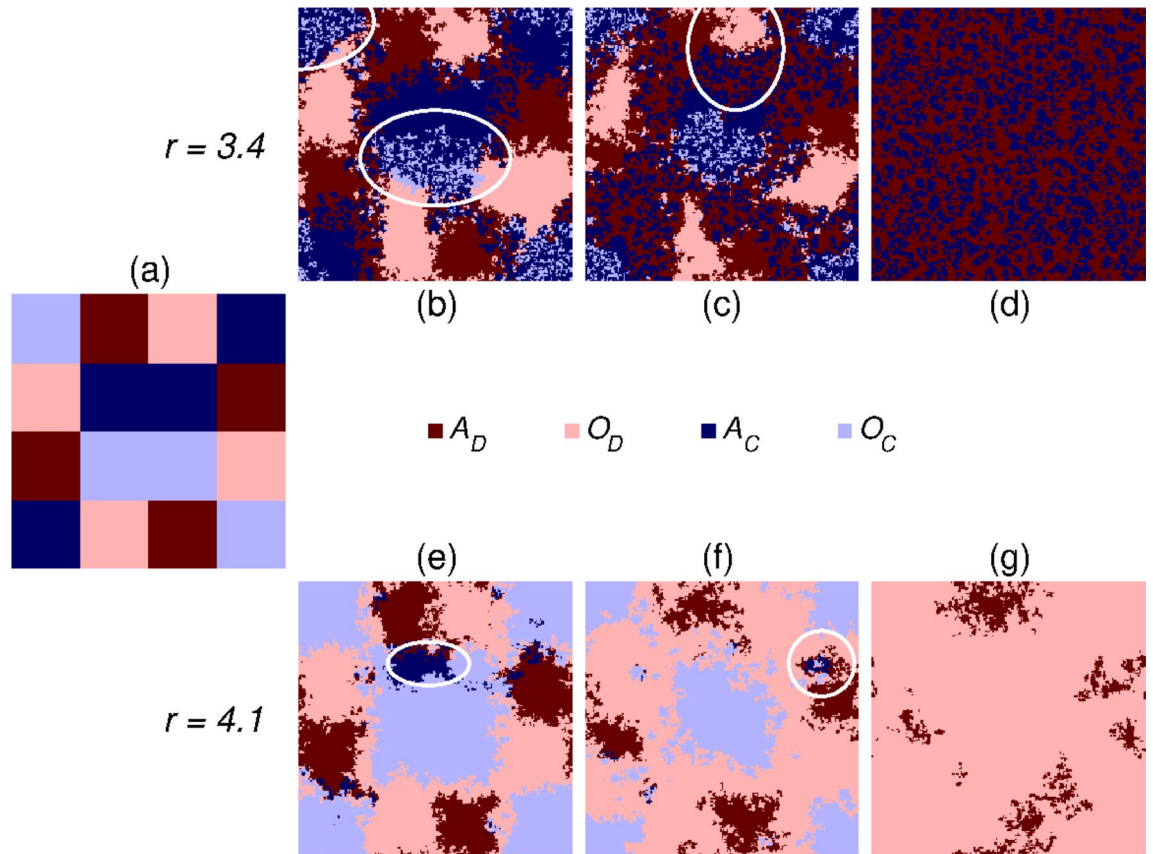 r = 3.4
(a)
(b) (c) (d)
A_D O_D A_C O_C
(e) (f) (g)
r = 4.1